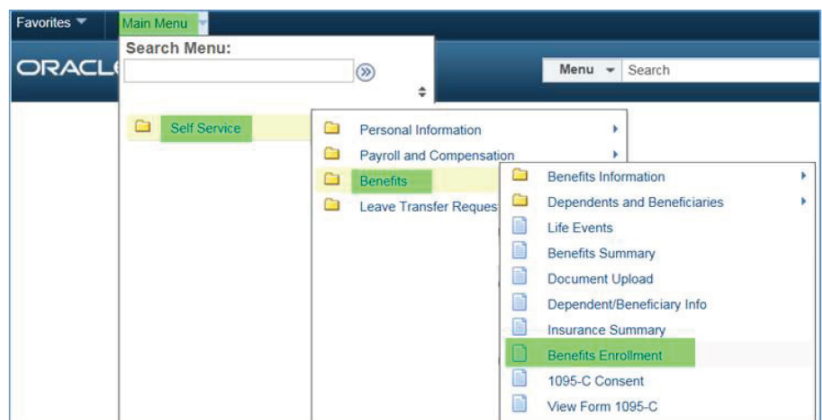 Favorites
Main Menu
ORACL
Search Menu:
Menu
Search
Self Service
Personal Information
Payroll and Compensation
Benefits
Leave Transfer Reques
Benefits Information
Dependents and Beneficiaries
Life Events
Benefits Summary
Document Upload
Dependent/Beneficiary Info
Insurance Summary
Benefits Enrollment
1095-C Consent
View Form 1095-C